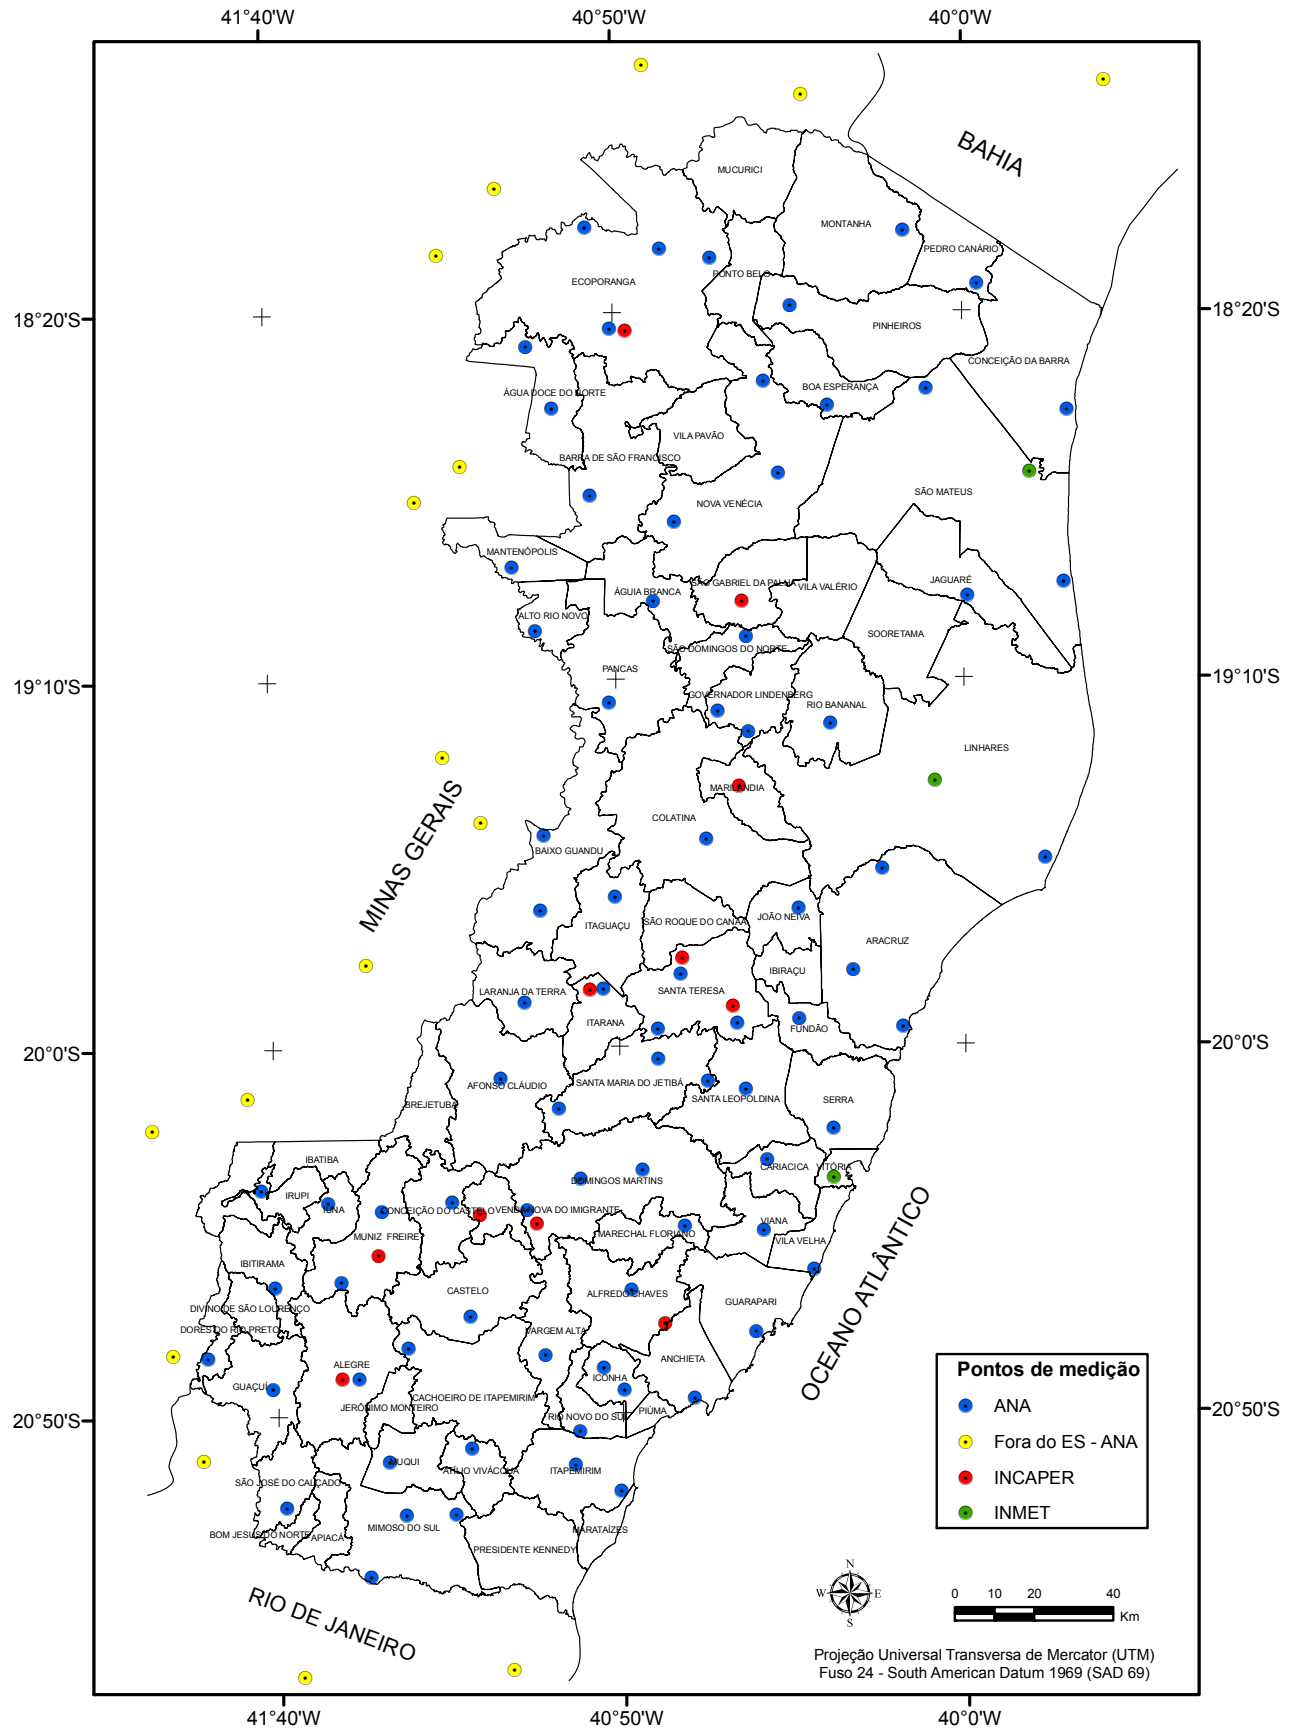 41°40'W 40°50'W 40°0'W
BAHIA
MUCURICI
MONTANHA
PEDRO CANÁRIO
PONTO BELO
ECOPORANGA
18°20'S 18°20'S
PINHEIROS
CONCEIÇÃO DA BARRA
BOA ESPERANÇA
ÁGUA DOCE DO NORTE
VILA PAVÃO
BARRA DE SÃO FRANCISCO
SÃO MATEUS
NOVA VENÉCIA
MANTENÓPOLIS
JAGUARÉ
SÃO GABRIEL DA PALHA
VILA VALÉRIO
ÁGUIA BRANCA
ALTO RIO NOVO
SOORETAMA
SÃO DOMINGOS DO NORTE
PANCAS
19°10'S 19°10'S
GOVERNADOR LINDENBERG
RIO BANANAL
LINHARES
MARILÂNDIA
MINAS GERAIS
COLATINA
BAIXO GUANDU
JOÃO NEIVA
SÃO ROQUE DO CANAÃ
ITAGUAÇU
ARACRUZ
IBIRAÇU
LARANJA DA TERRA
SANTA TERESA
ITARANA
FUNDÃO
20°0'S 20°0'S
AFONSO CLÁUDIO
SANTA MARIA DO JETIBÁ
SANTA LEOPOLDINA
SERRA
BREJETUBA
IBATIBA
CARIACICA
VITÓRIA
DOMINGOS MARTINS
IRUPI
IÚNA
CONCEIÇÃO DO CASTELO
VENDA NOVA DO IMIGRANTE
VIANA
MUNIZ FREIRE
MARECHAL FLORIANO
VILA VELHA
IBITIRAMA
CASTELO
ALFREDO CHAVES
GUARAPARI
OCEANO ATLÂNTICO
DIVINO DE SÃO LOURENÇO
DORES DO RIO PRETO
VARGEM ALTA
ANCHIETA
ALEGRE
GUAÇUÍ
ICONHA
CACHOEIRO DE ITAPEMIRIM
JERÔNIMO MONTEIRO
PIÚMA
RIO NOVO DO SUL
20°50'S 20°50'S
MUQUI
ATÍLIO VIVÁCQUA
ITAPEMIRIM
SÃO JOSÉ DO CALÇADO
MIMOSO DO SUL
MARATAÍZES
BOM JESUS DO NORTE
APIACÁ
PRESIDENTE KENNEDY
RIO DE JANEIRO
Pontos de medição
ANA
Fora do ES - ANA
INCAPER
INMET
N
W E
S
0 10 20 40
Km
Projeção Universal Transversa de Mercator (UTM)
Fuso 24 - South American Datum 1969 (SAD 69)
41°40'W 40°50'W 40°0'W